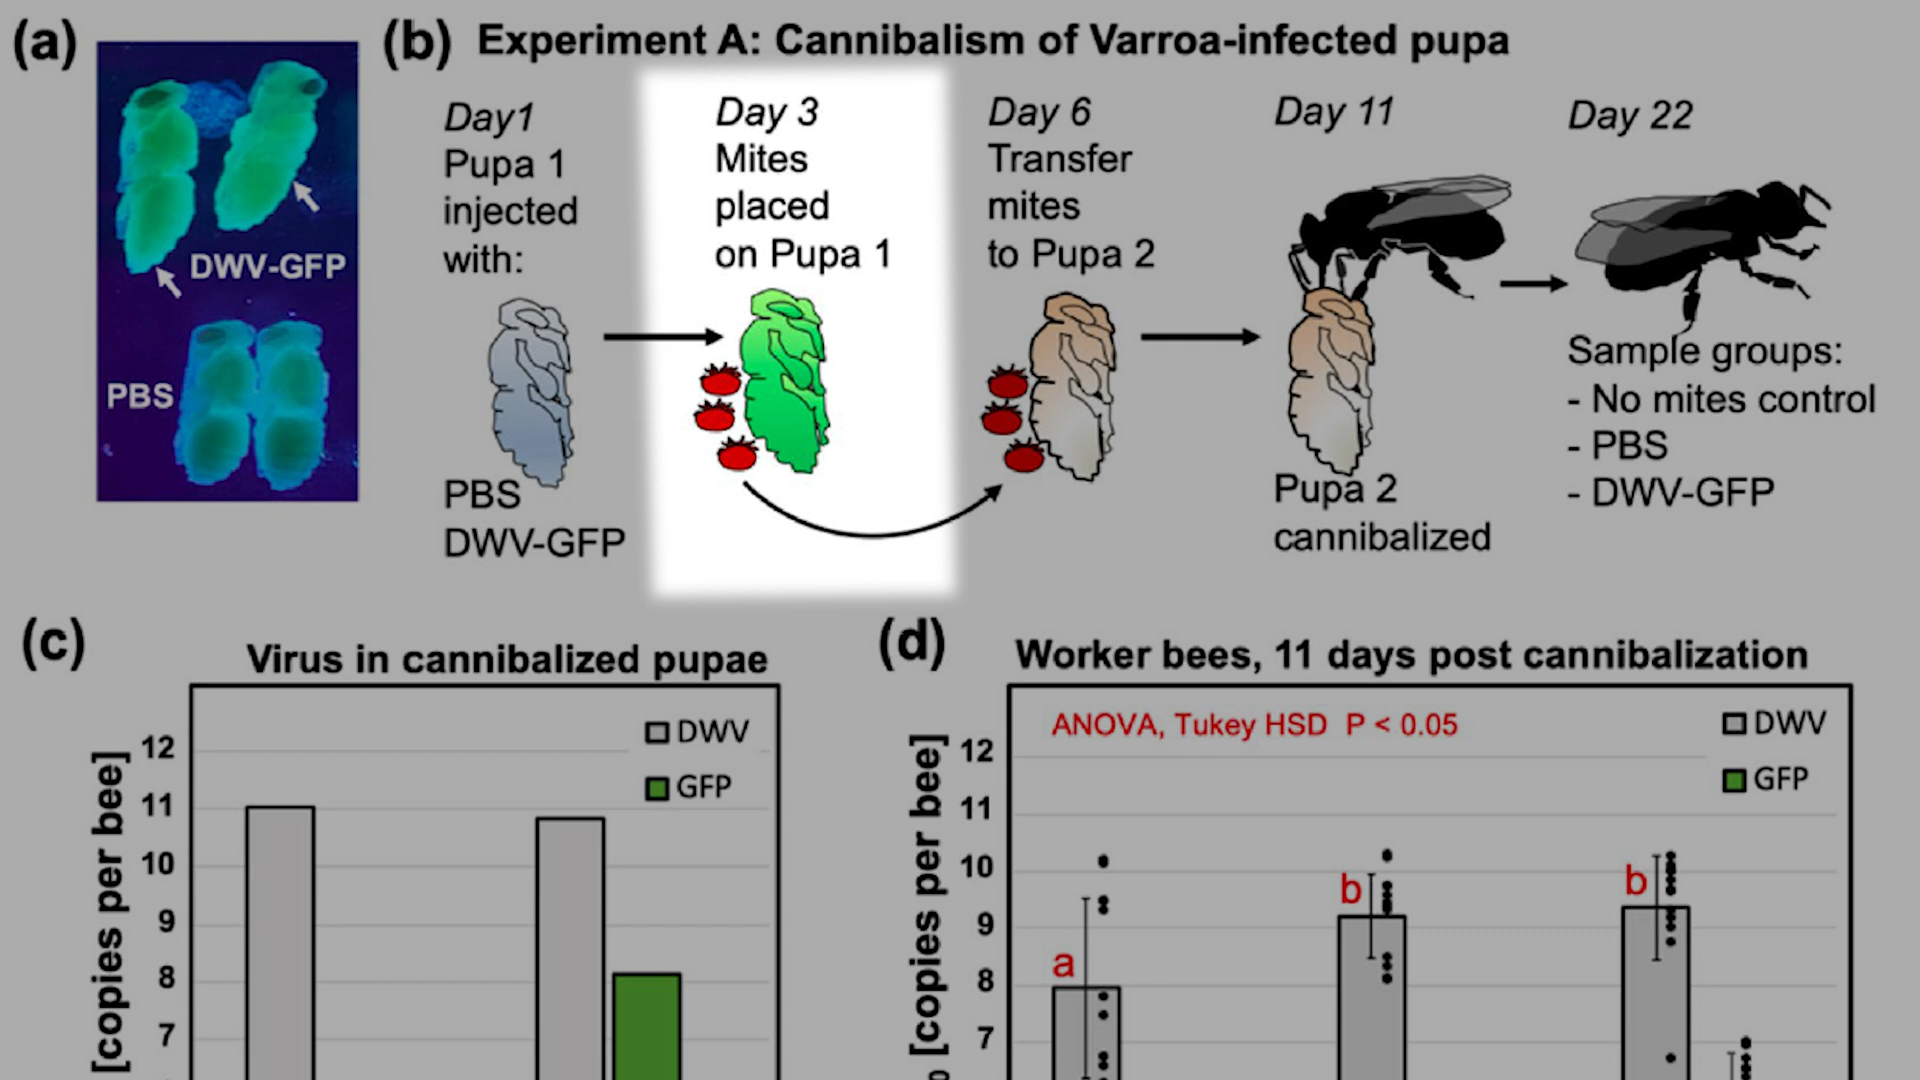 (a)
DWV-GFP
PBS
(b) Experiment A: Cannibalism of Varroa-infected pupa
Day1
Pupa 1
injected
with:
PBS
DWV-GFP
Day 3
Mites
placed
on Pupa 1
Day 6
Transfer
mites
to Pupa 2
Day 11
Pupa 2
cannibalized
Day 22
Sample groups:
- No mites control
- PBS
- DWV-GFP
(c)
Virus in cannibalized pupae
DWV
GFP
[copies per bee]
12
11
10
9
8
7
(d)
Worker bees, 11 days post cannibalization
ANOVA, Tukey HSD P < 0.05
DWV
GFP
[copies per bee]
12
11
10
9
8
7
a
b
b